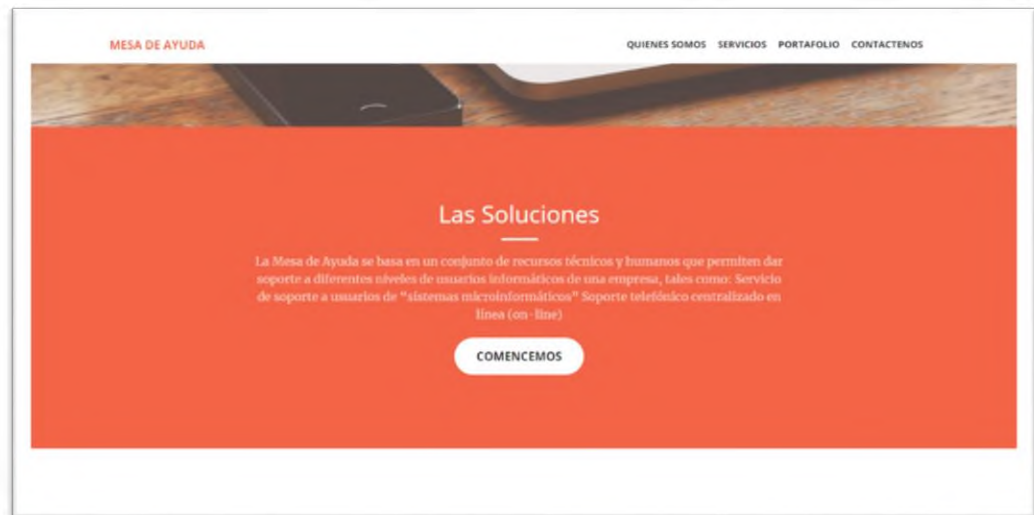 MESA DE AYUDA
QUIENES SOMOS SERVICIOS PORTAFOLIO CONTACTENOS
Las Soluciones
La Mesa de Ayuda se basa en un conjunto de recursos técnicos y humanos que permiten dar
soporte a diferentes niveles de usuarios informáticos de una empresa, tales como: Servicio
de soporte a usuarios de “sistemas microinformáticos” Soporte telefónico centralizado en
línea (on-line)
COMENCEMOS